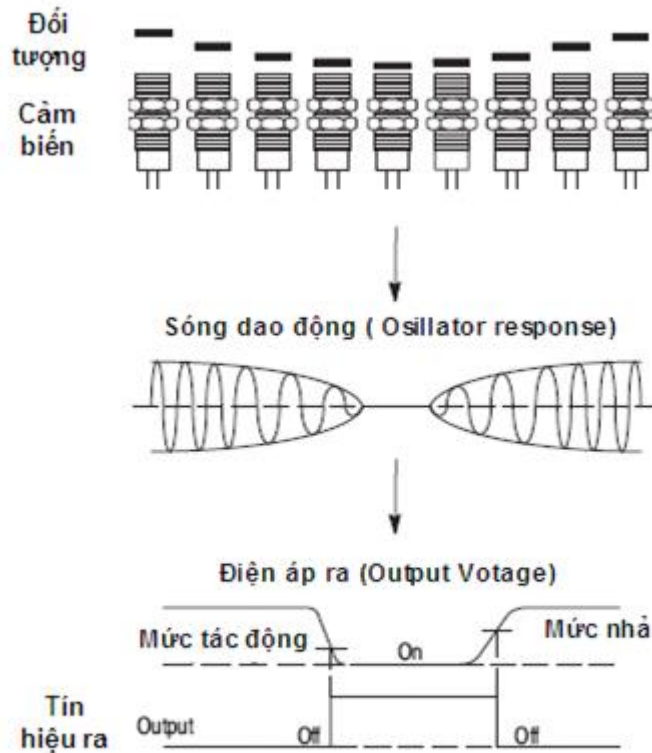 Đối
tượng
Cảm
biến
Sóng dao động ( Osillator response)
Điện áp ra (Output Votage)
Mức tác động
On
Mức nhả
Tín
hiệu ra
Output
Off
Off